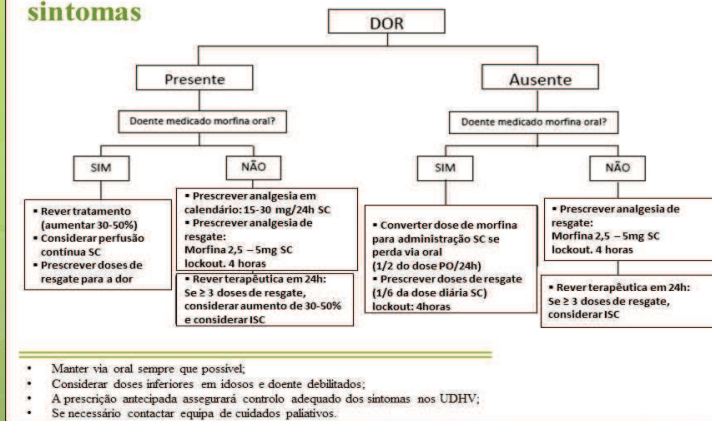 sintomas
DOR
Presente
Ausente
Doente medicado morfina oral?
Doente medicado morfina oral?
SIM
NÃO
SIM
NÃO
▪ Rever tratamento
(aumentar 30-50%)
▪ Considerar perfusão
contínua SC
▪ Prescrever doses de
resgate para a dor
▪ Prescrever analgesia em
calendário: 15-30 mg/24h SC
▪ Prescrever analgesia de
resgate:
Morfina 2,5 – 5mg SC
lockout. 4 horas
▪ Rever terapêutica em 24h:
Se ≥ 3 doses de resgate,
considerar aumento de 30-50%
e considerar ISC
▪ Converter dose de morfina
para administração SC se
perda via oral
(1/2 do dose PO/24h)
▪ Prescrever doses de resgate
(1/6 da dose diária SC)
lockout: 4horas
▪ Prescrever analgesia de
resgate:
Morfina 2,5 – 5mg SC
lockout. 4 horas
▪ Rever terapêutica em 24h:
Se ≥ 3 doses de resgate,
considerar ISC
• Manter via oral sempre que possível;
• Considerar doses inferiores em idosos e doente debilitados;
• A prescrição antecipada assegurará controlo adequado dos sintomas nos UDHV;
• Se necessário contactar equipa de cuidados paliativos.